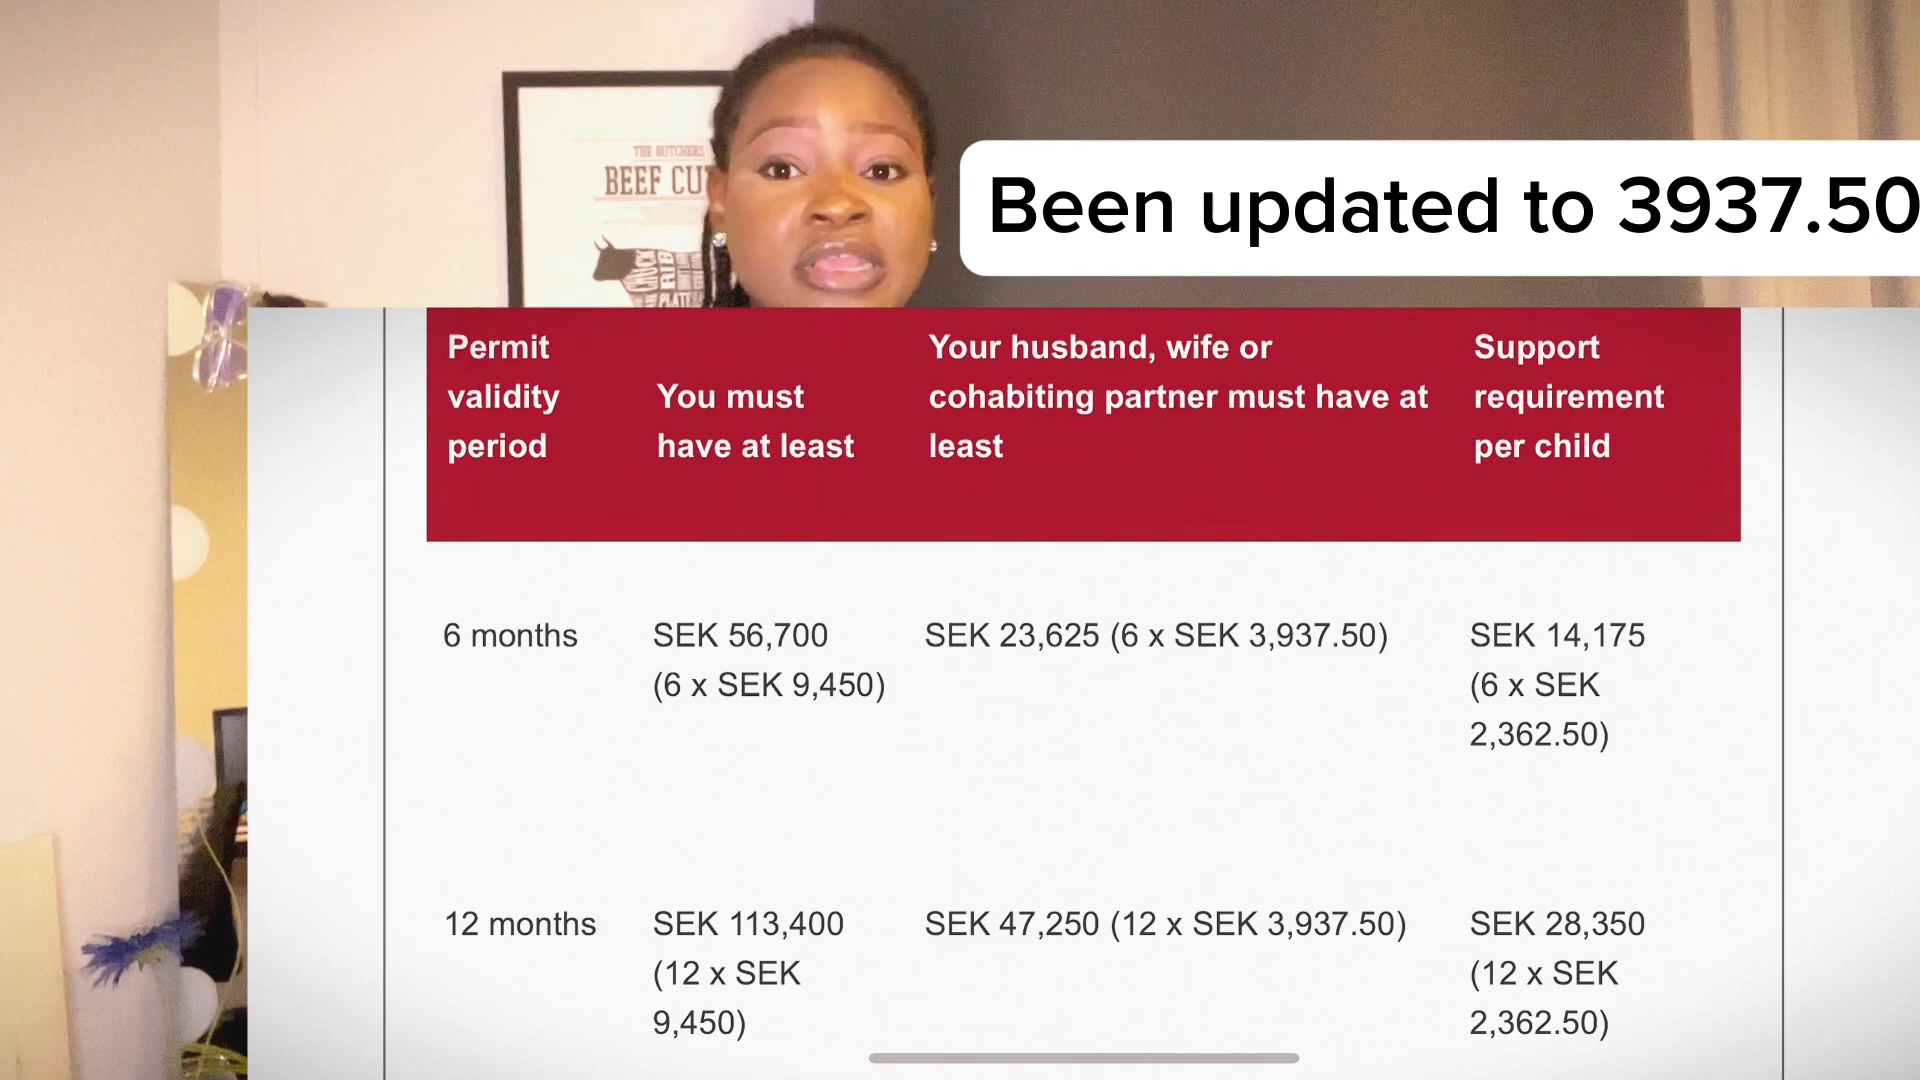 THE BUTCHERS
BEEF CU
CHUCK
RIB
PLATE
Been updated to 3937.50
Permit
validity
period
You must
have at least
Your husband, wife or
cohabiting partner must have at
least
Support
requirement
per child
6 months
SEK 56,700
(6 x SEK 9,450)
SEK 23,625 (6 x SEK 3,937.50)
SEK 14,175
(6 x SEK
2,362.50)
12 months
SEK 113,400
(12 x SEK
9,450)
SEK 47,250 (12 x SEK 3,937.50)
SEK 28,350
(12 x SEK
2,362.50)